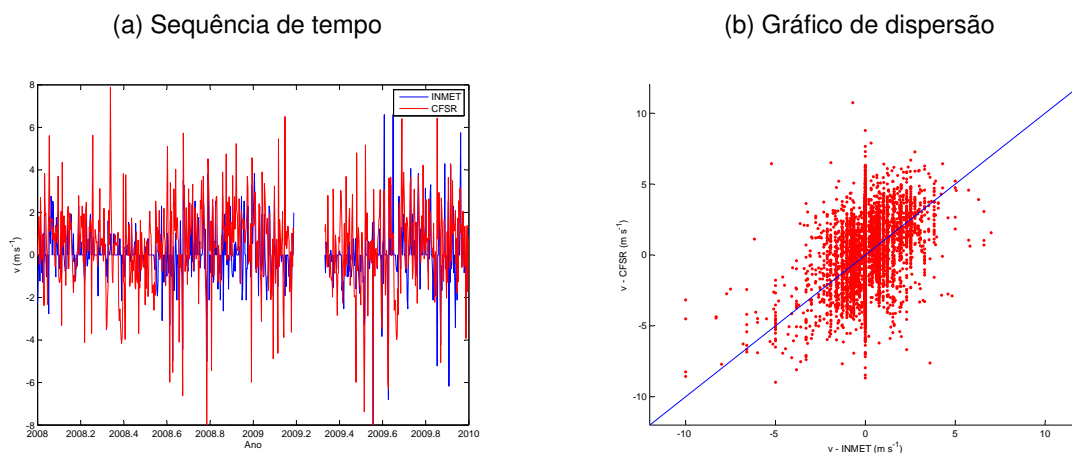 (a) Sequência de tempo
(b) Gráfico de dispersão
8
6
4
2
0
-2
-4
-6
-8
v (m s⁻¹)
INMET
CFSR
2008 2008.2 2008.4 2008.6 2008.8 2009 2009.2 2009.4 2009.6 2009.8 2010
Ano
10
5
0
-5
-10
v - CFSR (m s⁻¹)
-10 -5 0 5 10
v - INMET (m s⁻¹)